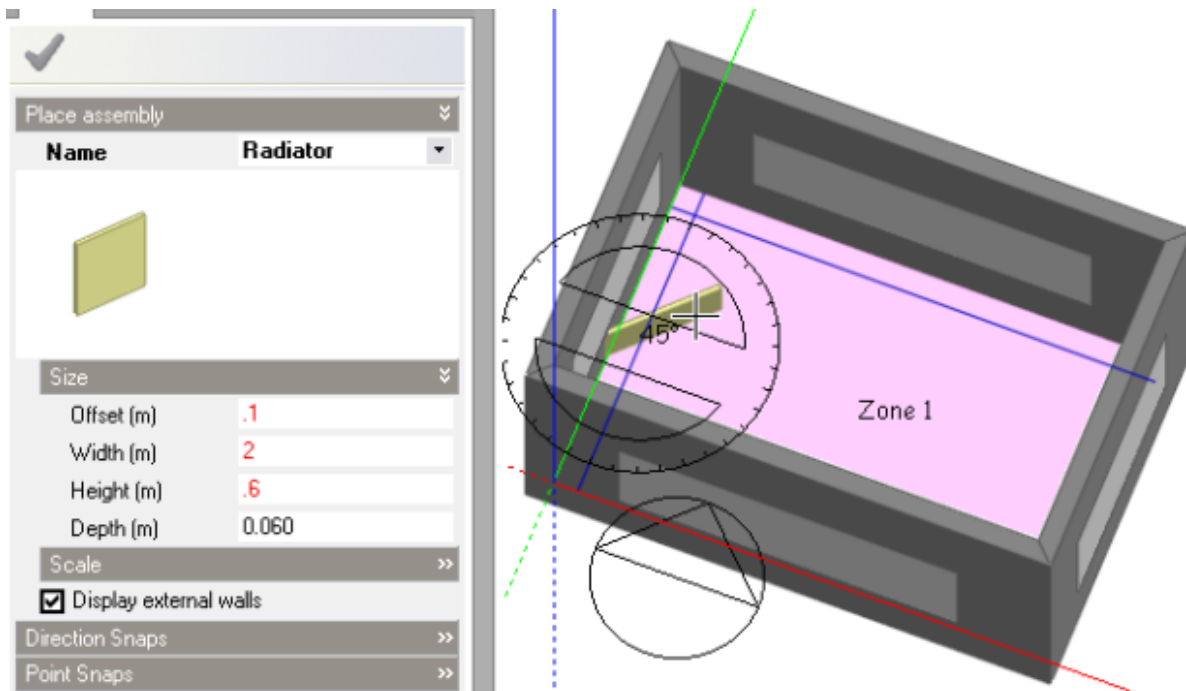 Place assembly
Name Radiator
Size
Offset (m) .1
Width (m) 2
Height (m) .6
Depth (m) 0.060
Scale
Display external walls
Direction Snaps
Point Snaps
45°
Zone 1